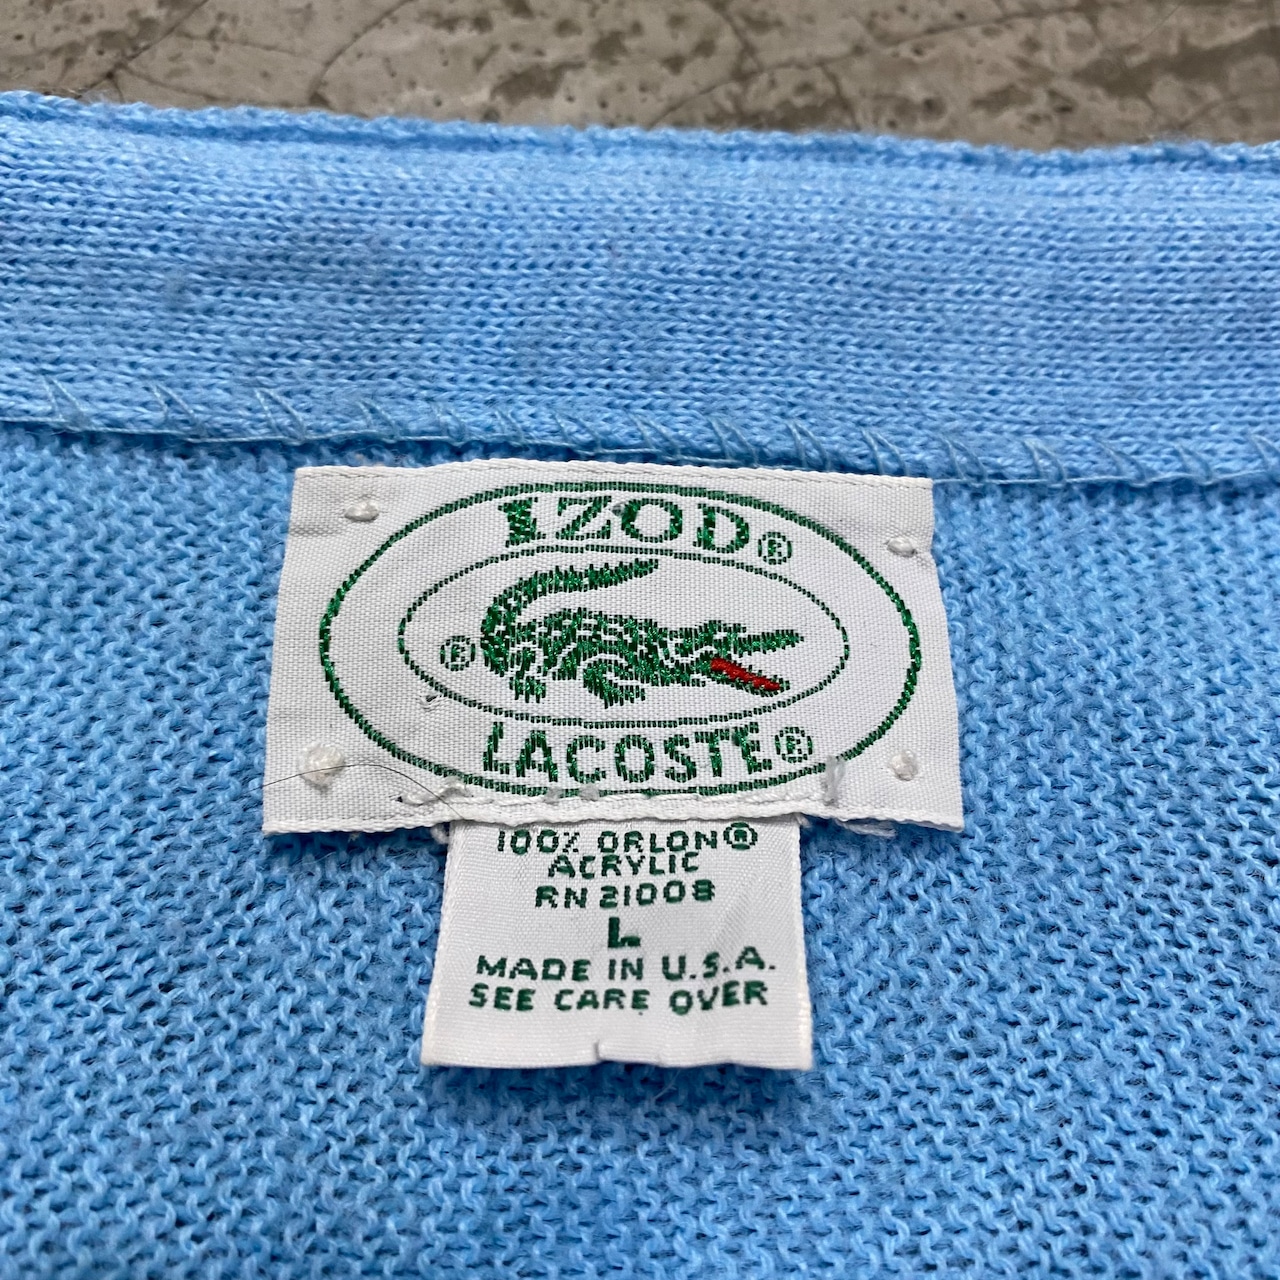 IZOD®
®
LACOSTE®
100% ORLON®
ACRYLIC
RN 21008
L
MADE IN U.S.A.
SEE CARE OVER